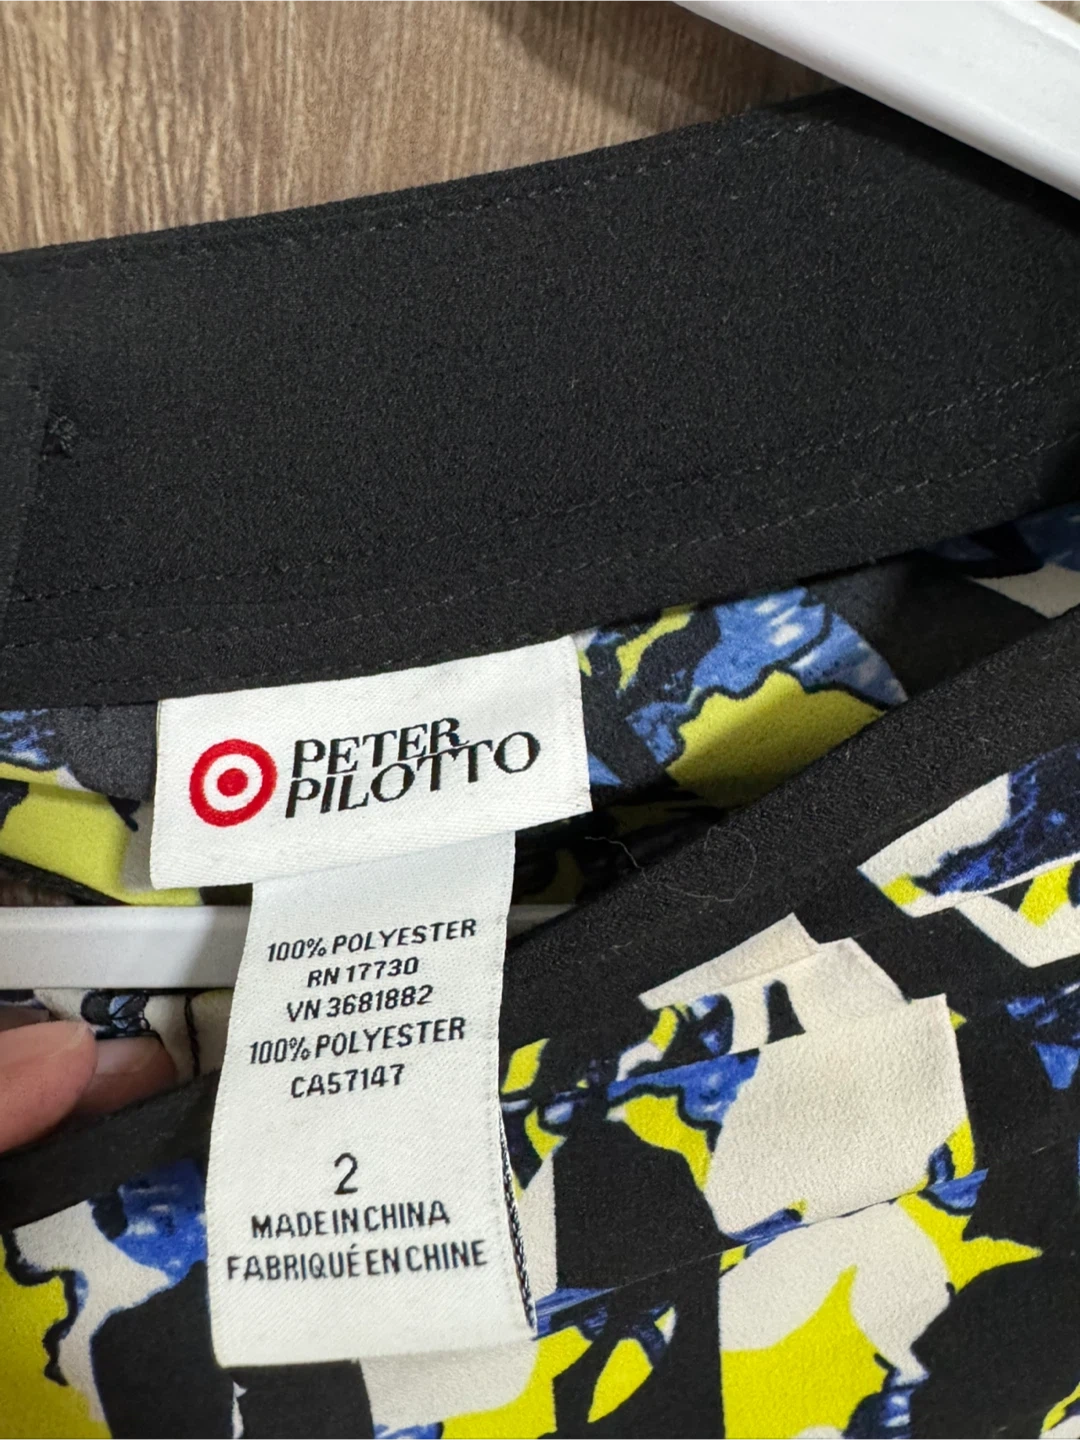 PETER
PILOTTO
100% POLYESTER
RN 17730
VN 3681882
100% POLYESTER
CA57147
2
MADE IN CHINA
FABRIQUÉ EN CHINE